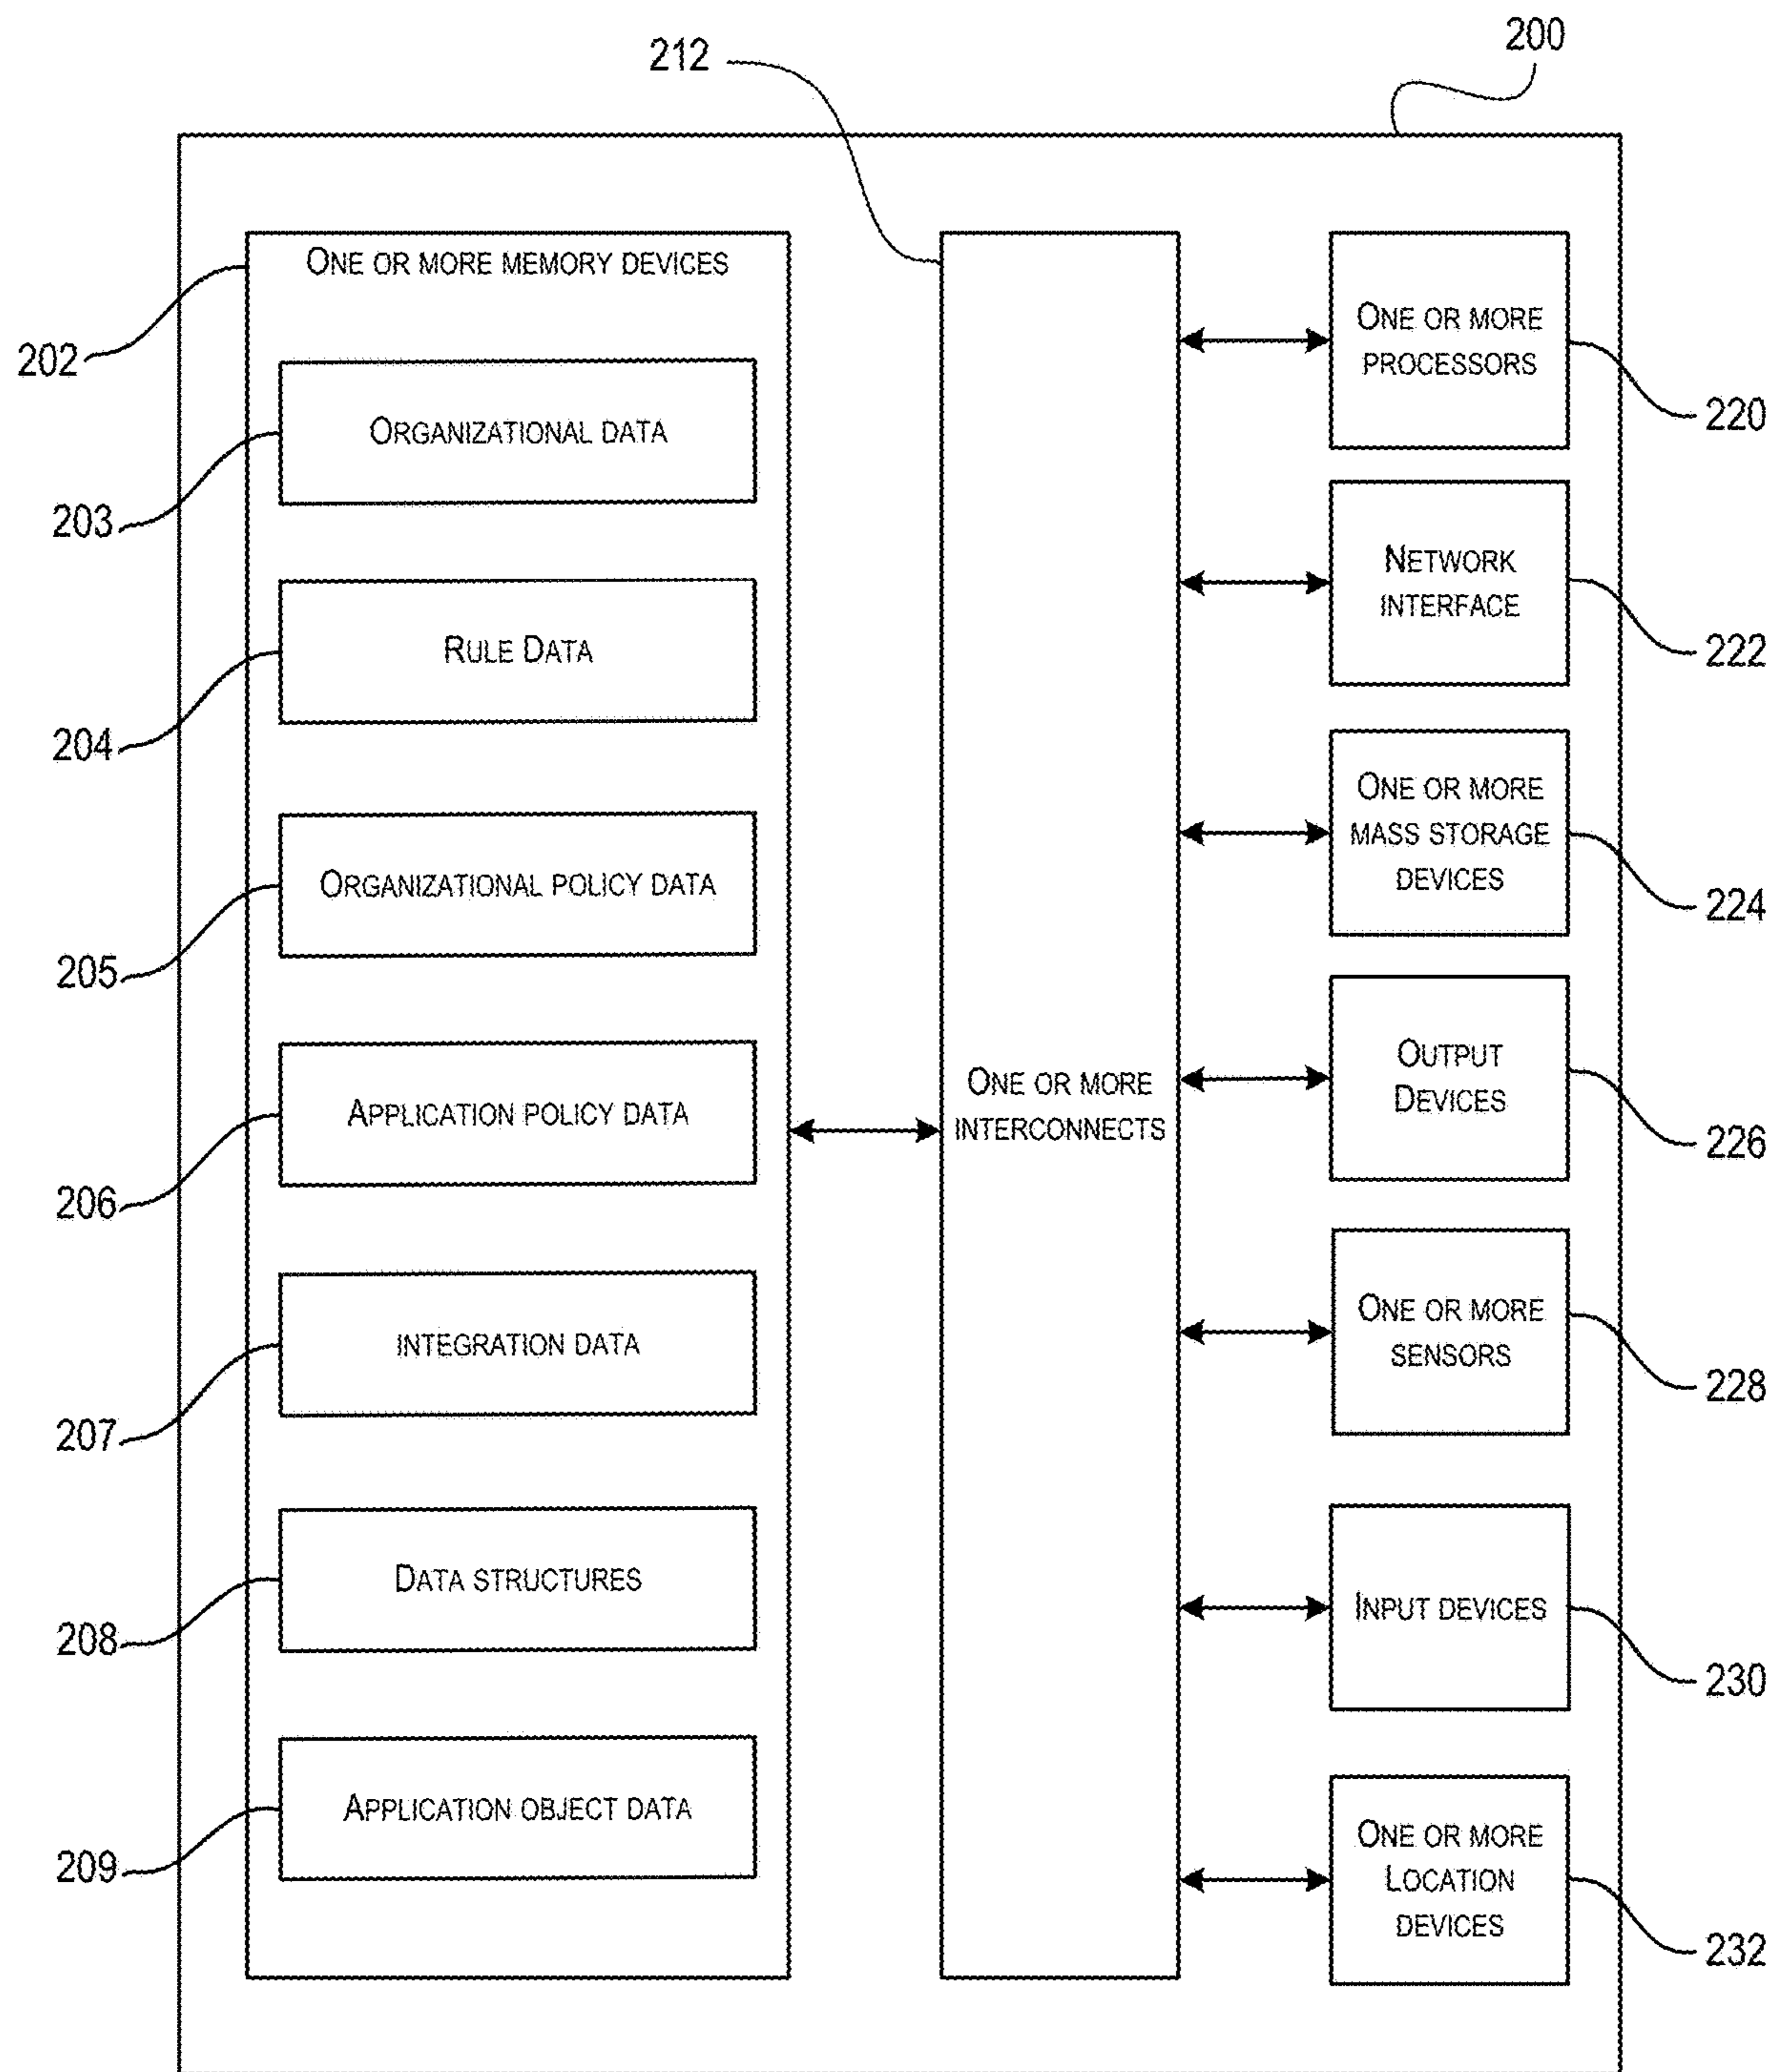 200
212
ONE OR MORE MEMORY DEVICES
202
ORGANIZATIONAL DATA
203
RULE DATA
204
ORGANIZATIONAL POLICY DATA
205
APPLICATION POLICY DATA
206
INTEGRATION DATA
207
DATA STRUCTURES
208
APPLICATION OBJECT DATA
209
ONE OR MORE
INTERCONNECTS
ONE OR MORE
PROCESSORS
220
NETWORK
INTERFACE
222
ONE OR MORE
MASS STORAGE
DEVICES
224
OUTPUT
DEVICES
226
ONE OR MORE
SENSORS
228
INPUT DEVICES
230
ONE OR MORE
LOCATION
DEVICES
232